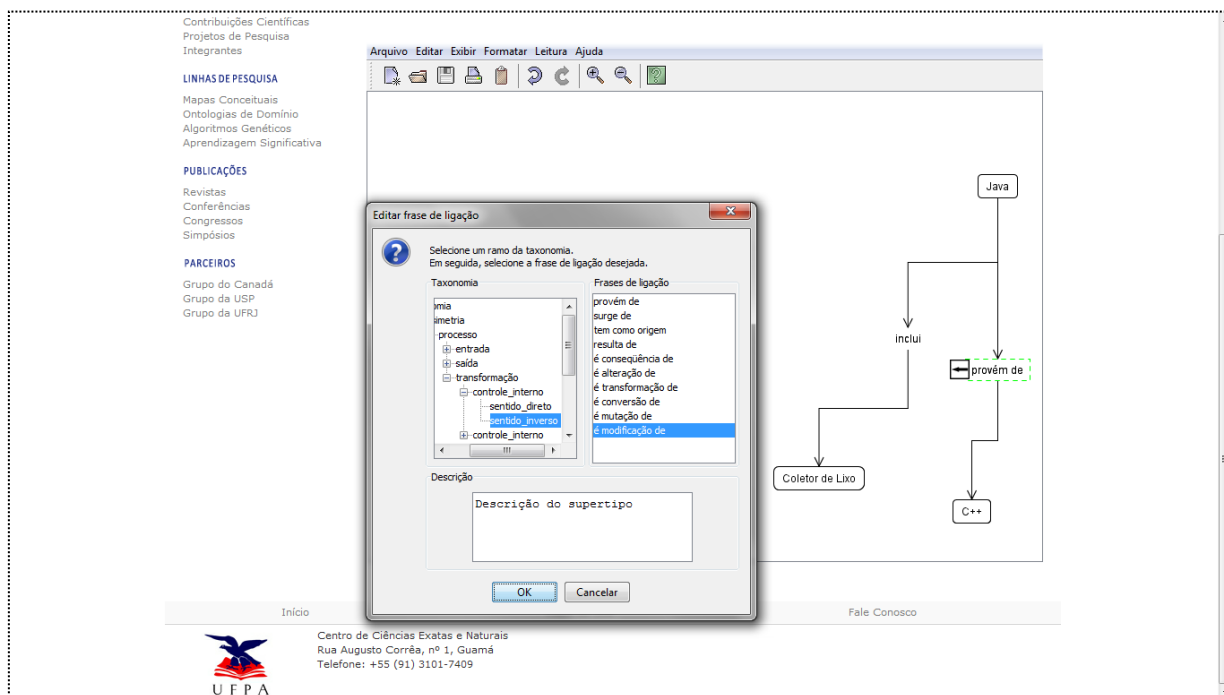 Contribuições Científicas
Projetos de Pesquisa
Integrantes
LINHAS DE PESQUISA
Mapas Conceituais
Ontologias de Domínio
Algoritmos Genéticos
Aprendizagem Significativa
PUBLICAÇÕES
Revistas
Conferências
Congressos
Simpósios
PARCEIROS
Grupo do Canadá
Grupo da USP
Grupo da UFRJ
Arquivo Editar Exibir Formatar Leitura Ajuda
Java
inclui
provém de
Coletor de Lixo
C++
Editar frase de ligação
Selecione um ramo da taxonomia.
Em seguida, selecione a frase de ligação desejada.
Taxonomia
omia
simetria
processo
entrada
saída
transformação
controle_interno
sentido_direto
sentido_inverso
controle_interno
Frases de ligação
provém de
surge de
tem como origem
resulta de
é conseqüência de
é alteração de
é transformação de
é conversão de
é mutação de
é modificação de
Descrição
Descrição do supertipo
OK Cancelar
Início
Fale Conosco
Centro de Ciências Exatas e Naturais
Rua Augusto Corrêa, nº 1, Guamá
Telefone: +55 (91) 3101-7409
UFPA